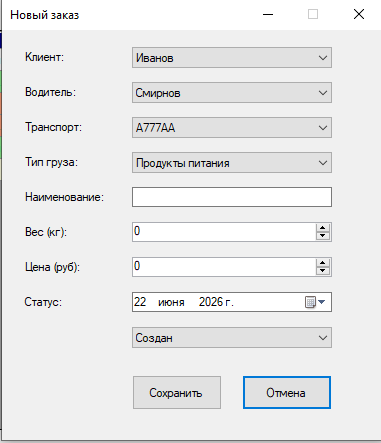 Новый заказ
Клиент: Иванов
Водитель: Смирнов
Транспорт: А777АА
Тип груза: Продукты питания
Наименование:
Вес (кг): 0
Цена (руб): 0
Статус: 22 июня 2026 г.
Создан
Сохранить Отмена